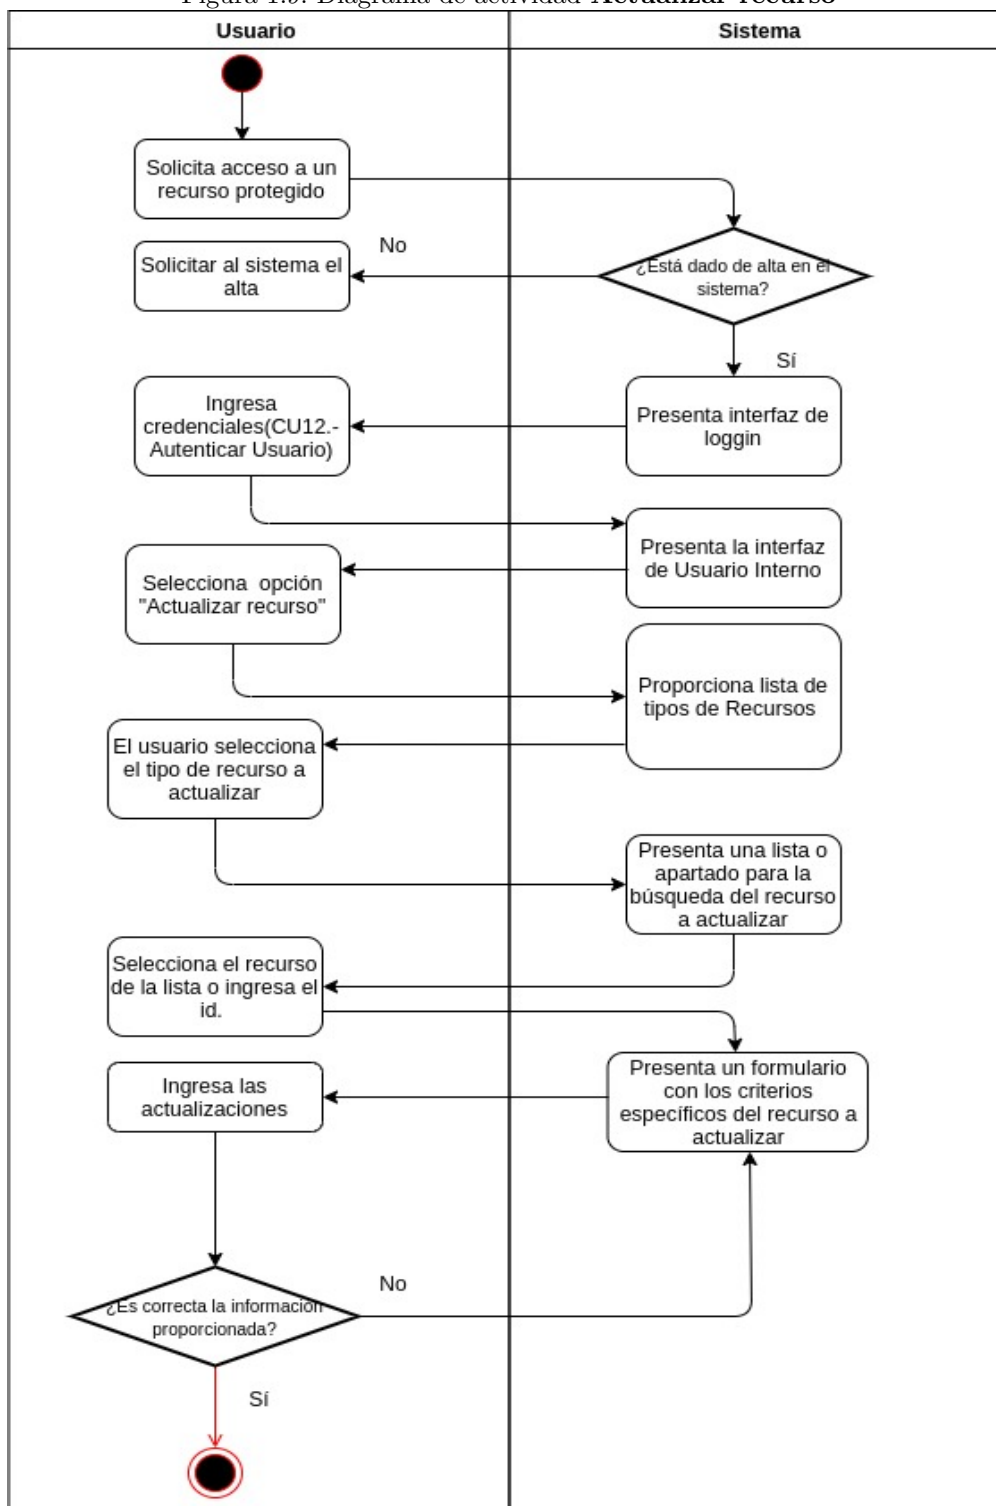 Figura 1.9: Diagrama de actividad Actualizar recurso
Usuario
Sistema
Solicita acceso a un
recurso protegido
¿Está dado de alta en el
sistema?
No
Solicitar al sistema el
alta
Sí
Presenta interfaz de
loggin
Ingresa
credenciales(CU12.-
Autenticar Usuario)
Presenta la interfaz
de Usuario Interno
Selecciona opción
"Actualizar recurso"
Proporciona lista de
tipos de Recursos
El usuario selecciona
el tipo de recurso a
actualizar
Presenta una lista o
apartado para la
búsqueda del recurso
a actualizar
Selecciona el recurso
de la lista o ingresa el
id.
Presenta un formulario
con los criterios
específicos del recurso a
actualizar
Ingresa las
actualizaciones
¿Es correcta la información
proporcionada?
No
Sí